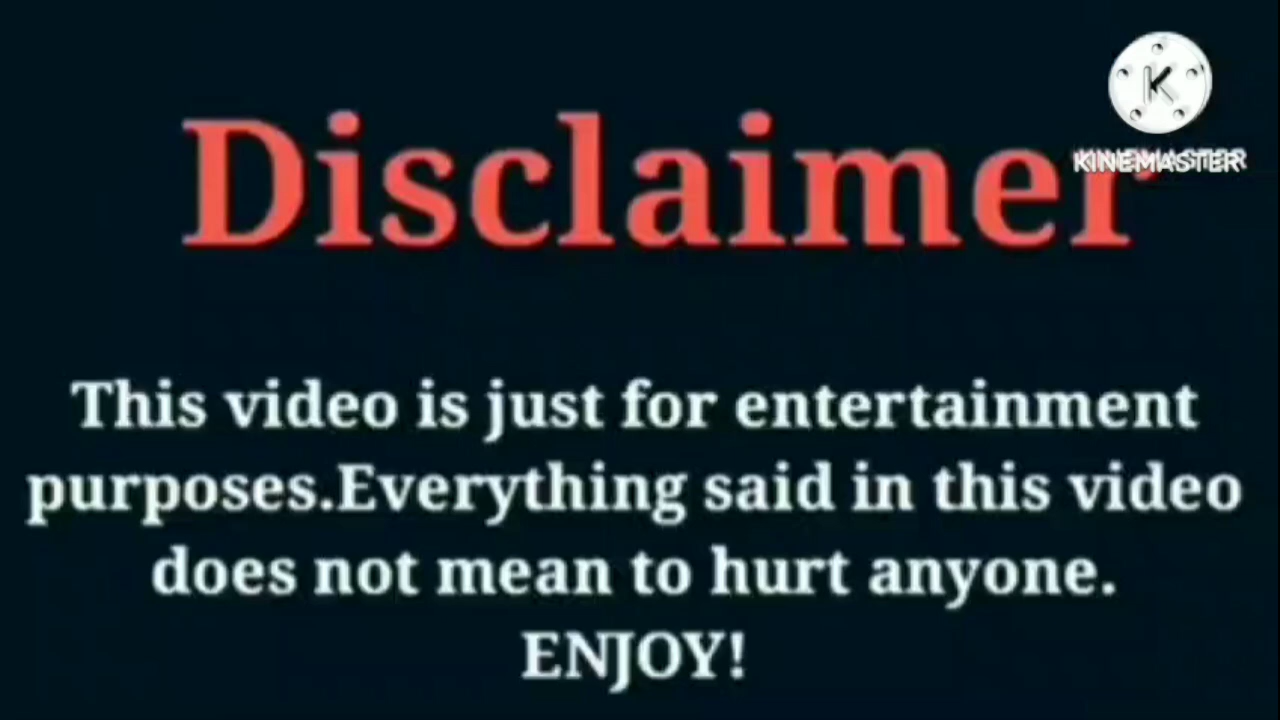 K
KINEMASTER
Disclaimer
This video is just for entertainment
purposes.Everything said in this video
does not mean to hurt anyone.
ENJOY!